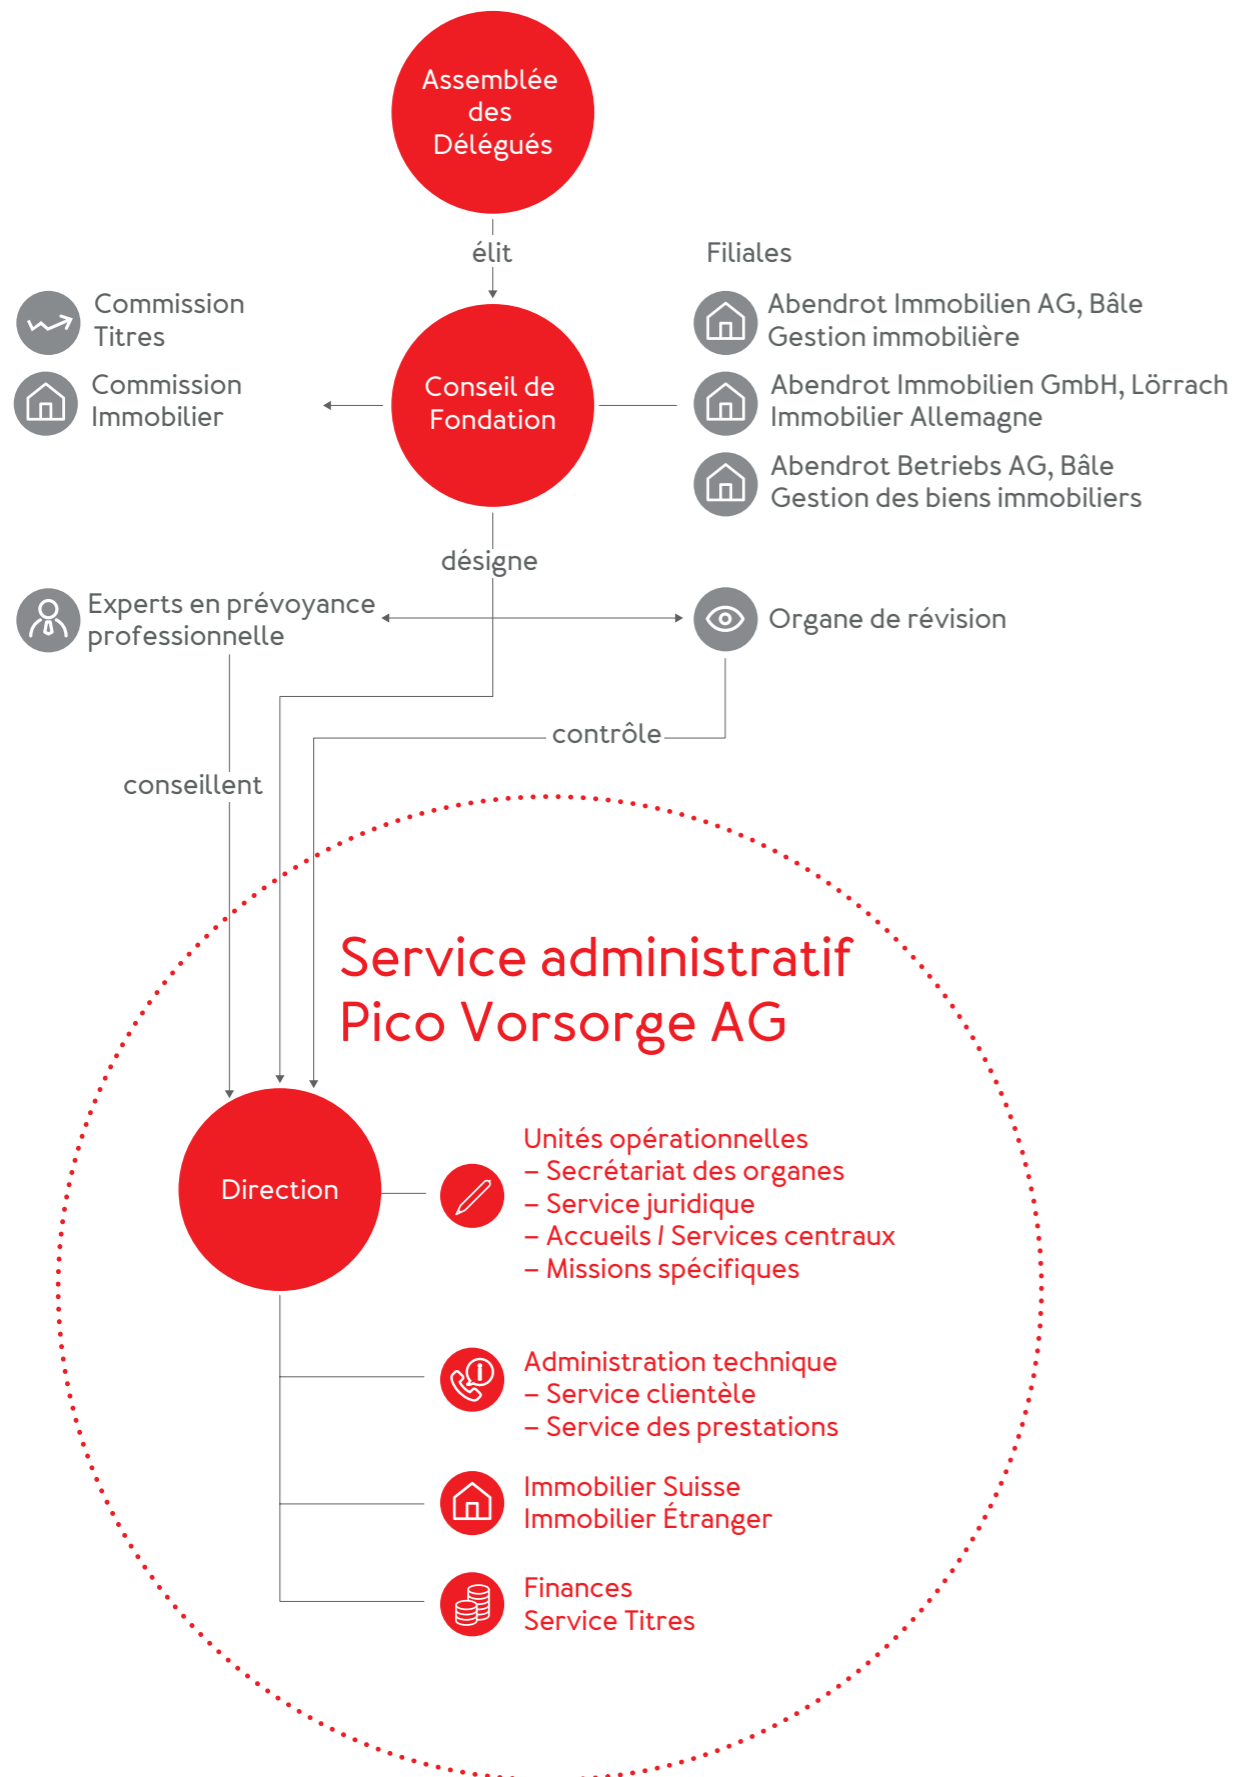 Assemblée
des
Délégués
élit
Filiales
Commission
Titres
Commission
Immobilier
Conseil de
Fondation
Abendrot Immobilien AG, Bâle
Gestion immobilière
Abendrot Immobilien GmbH, Lörrach
Immobilier Allemagne
Abendrot Betriebs AG, Bâle
Gestion des biens immobiliers
désigne
Experts en prévoyance
professionnelle
Organe de révision
contrôle
conseillent
Service administratif
Pico Vorsorge AG
Direction
Unités opérationnelles
– Secrétariat des organes
– Service juridique
– Accueils / Services centraux
– Missions spécifiques
Administration technique
– Service clientèle
– Service des prestations
Immobilier Suisse
Immobilier Étranger
Finances
Service Titres